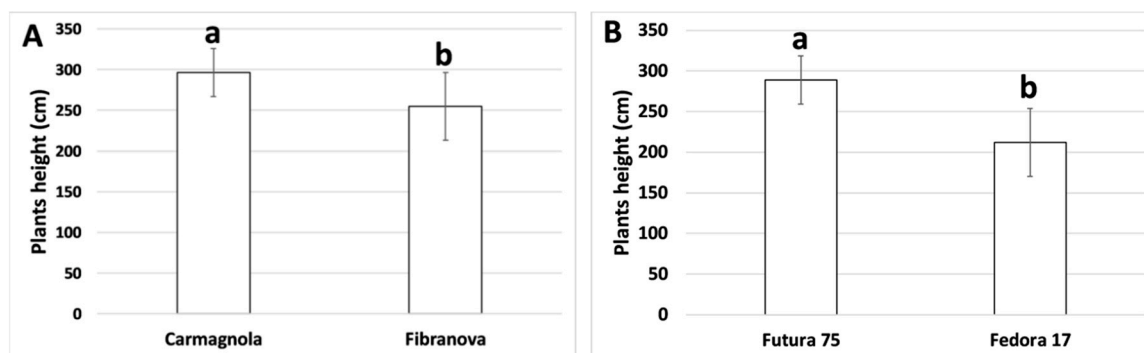 A
Plants height (cm)
350
300
250
200
150
100
50
0
a
b
Carmagnola
Fibranova
B
Plants height (cm)
350
300
250
200
150
100
50
0
a
b
Futura 75
Fedora 17